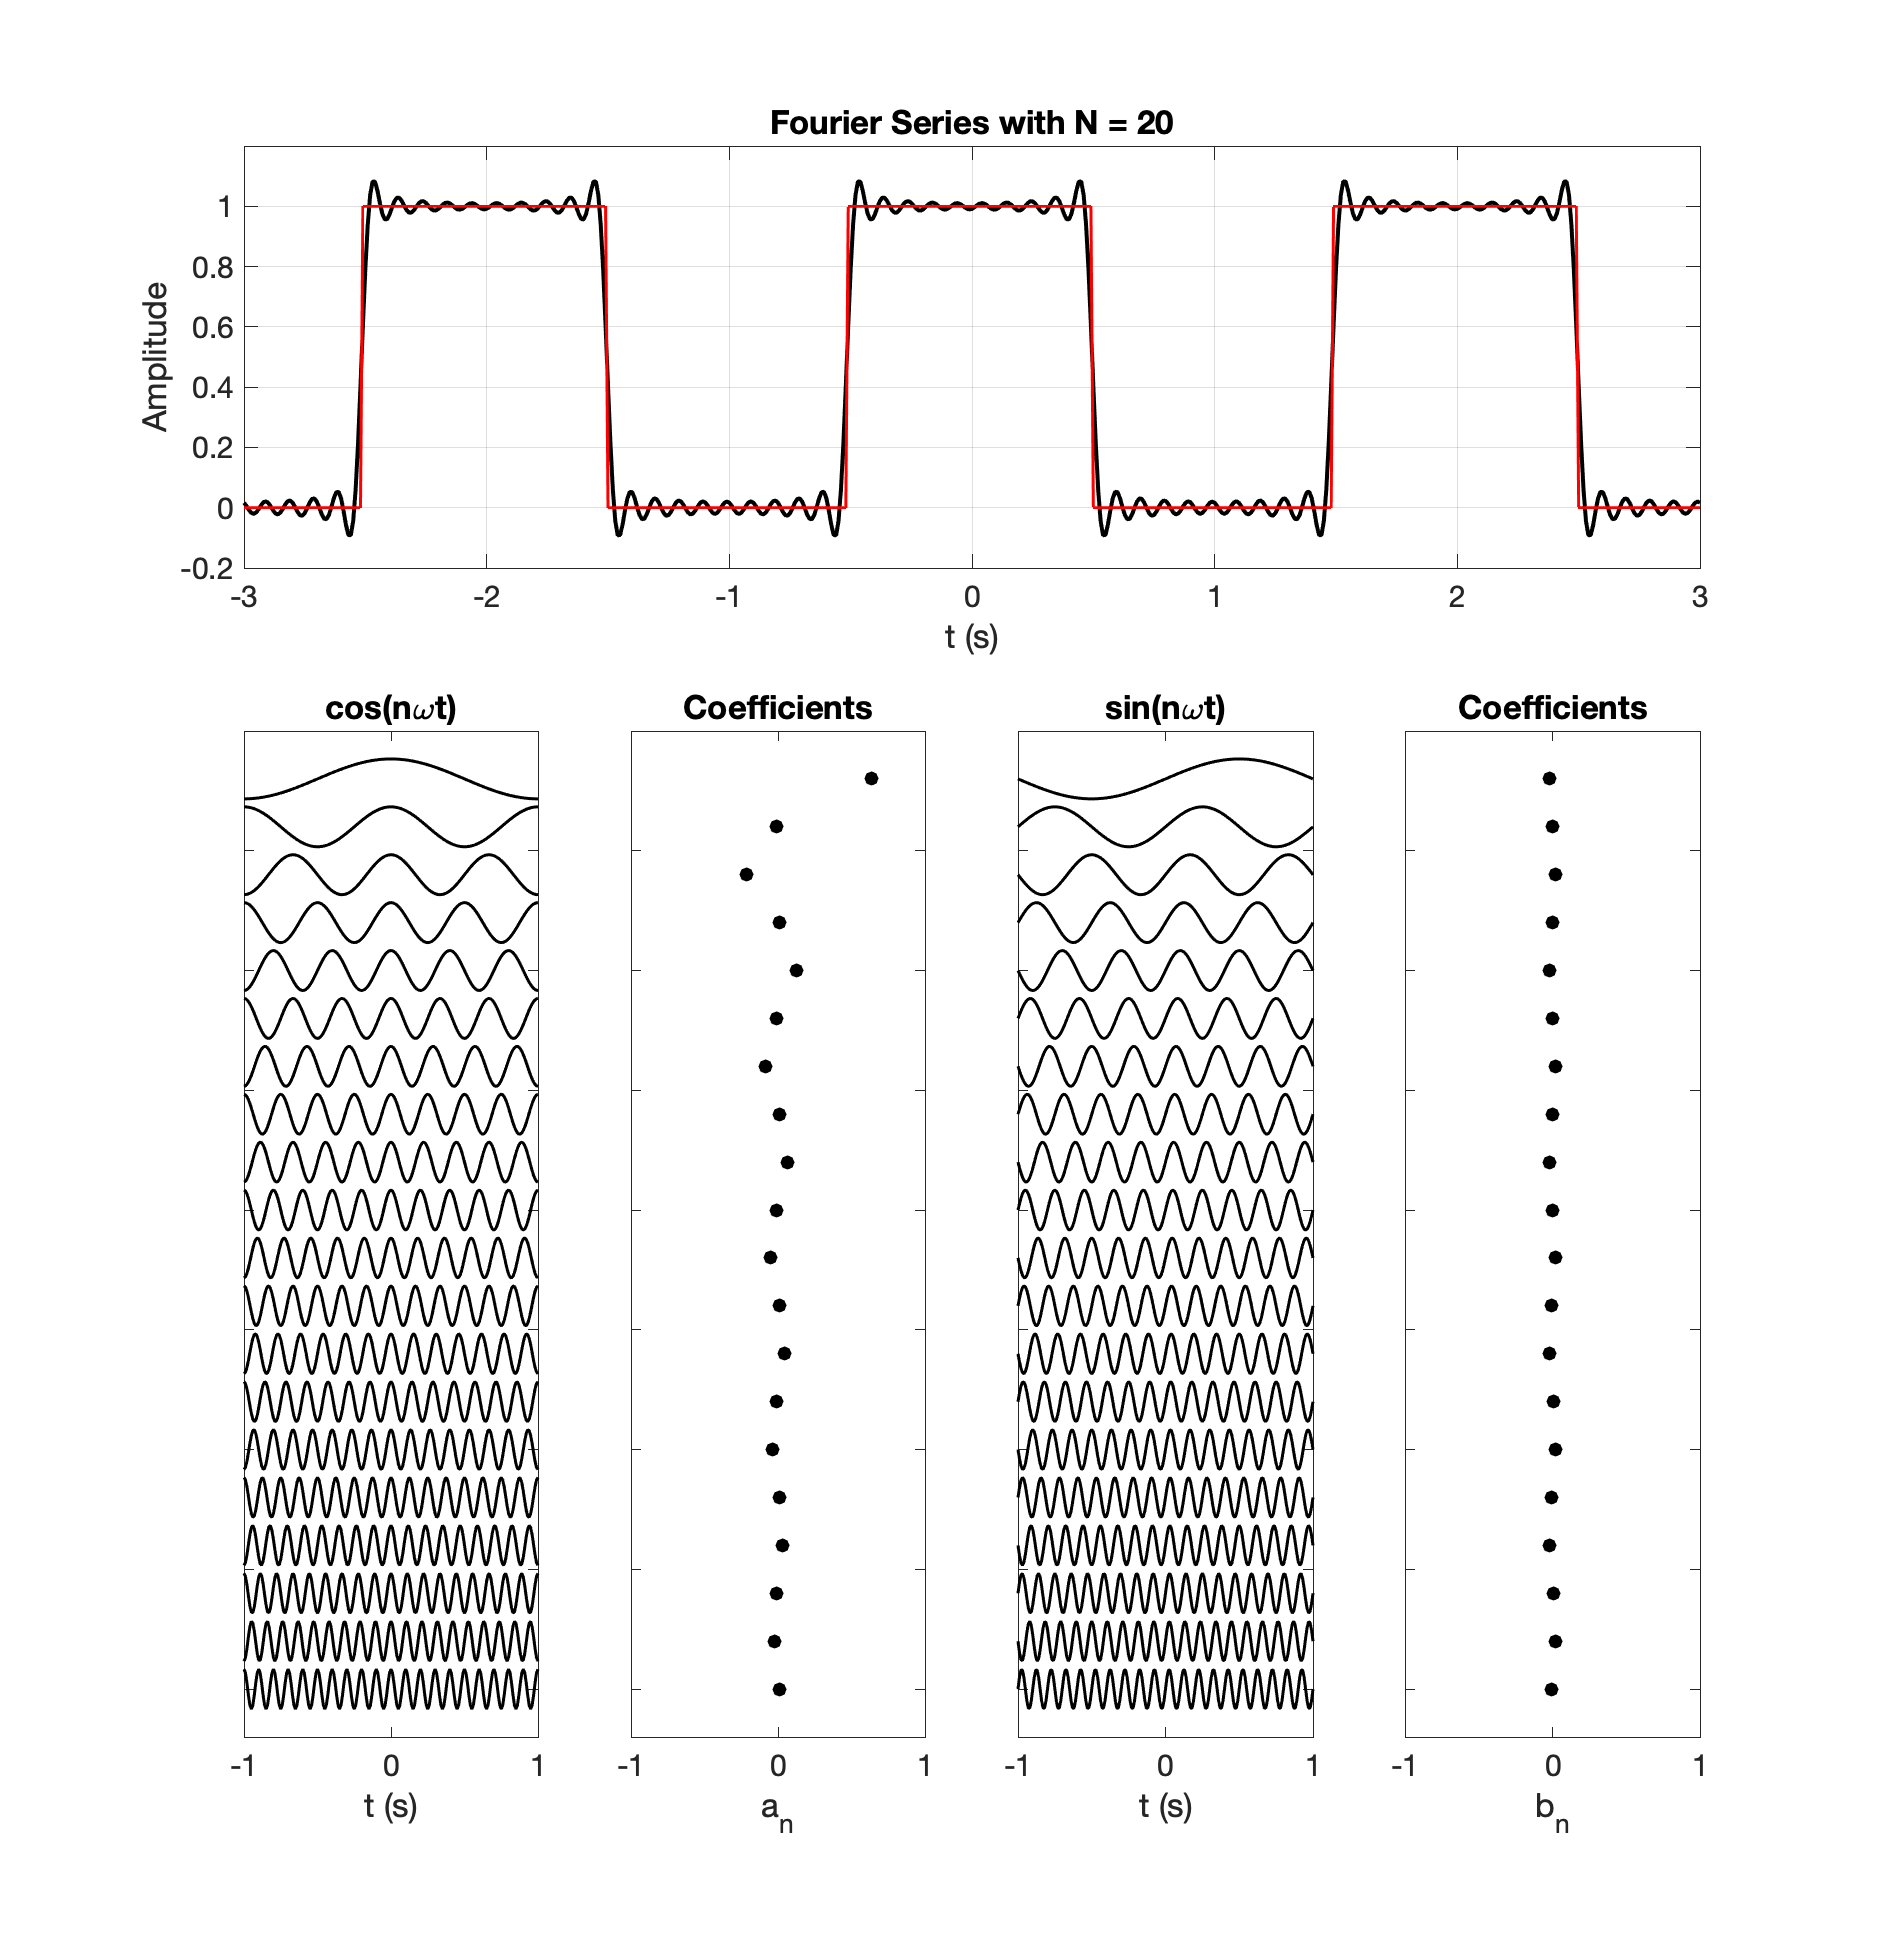 Fourier Series with N = 20
Amplitude
1
0.8
0.6
0.4
0.2
0
-0.2
-3 -2 -1 0 1 2 3
t (s)
cos(nωt) Coefficients sin(nωt) Coefficients
-1 0 1 -1 0 1 -1 0 1 -1 0 1
t (s) a_n t (s) b_n